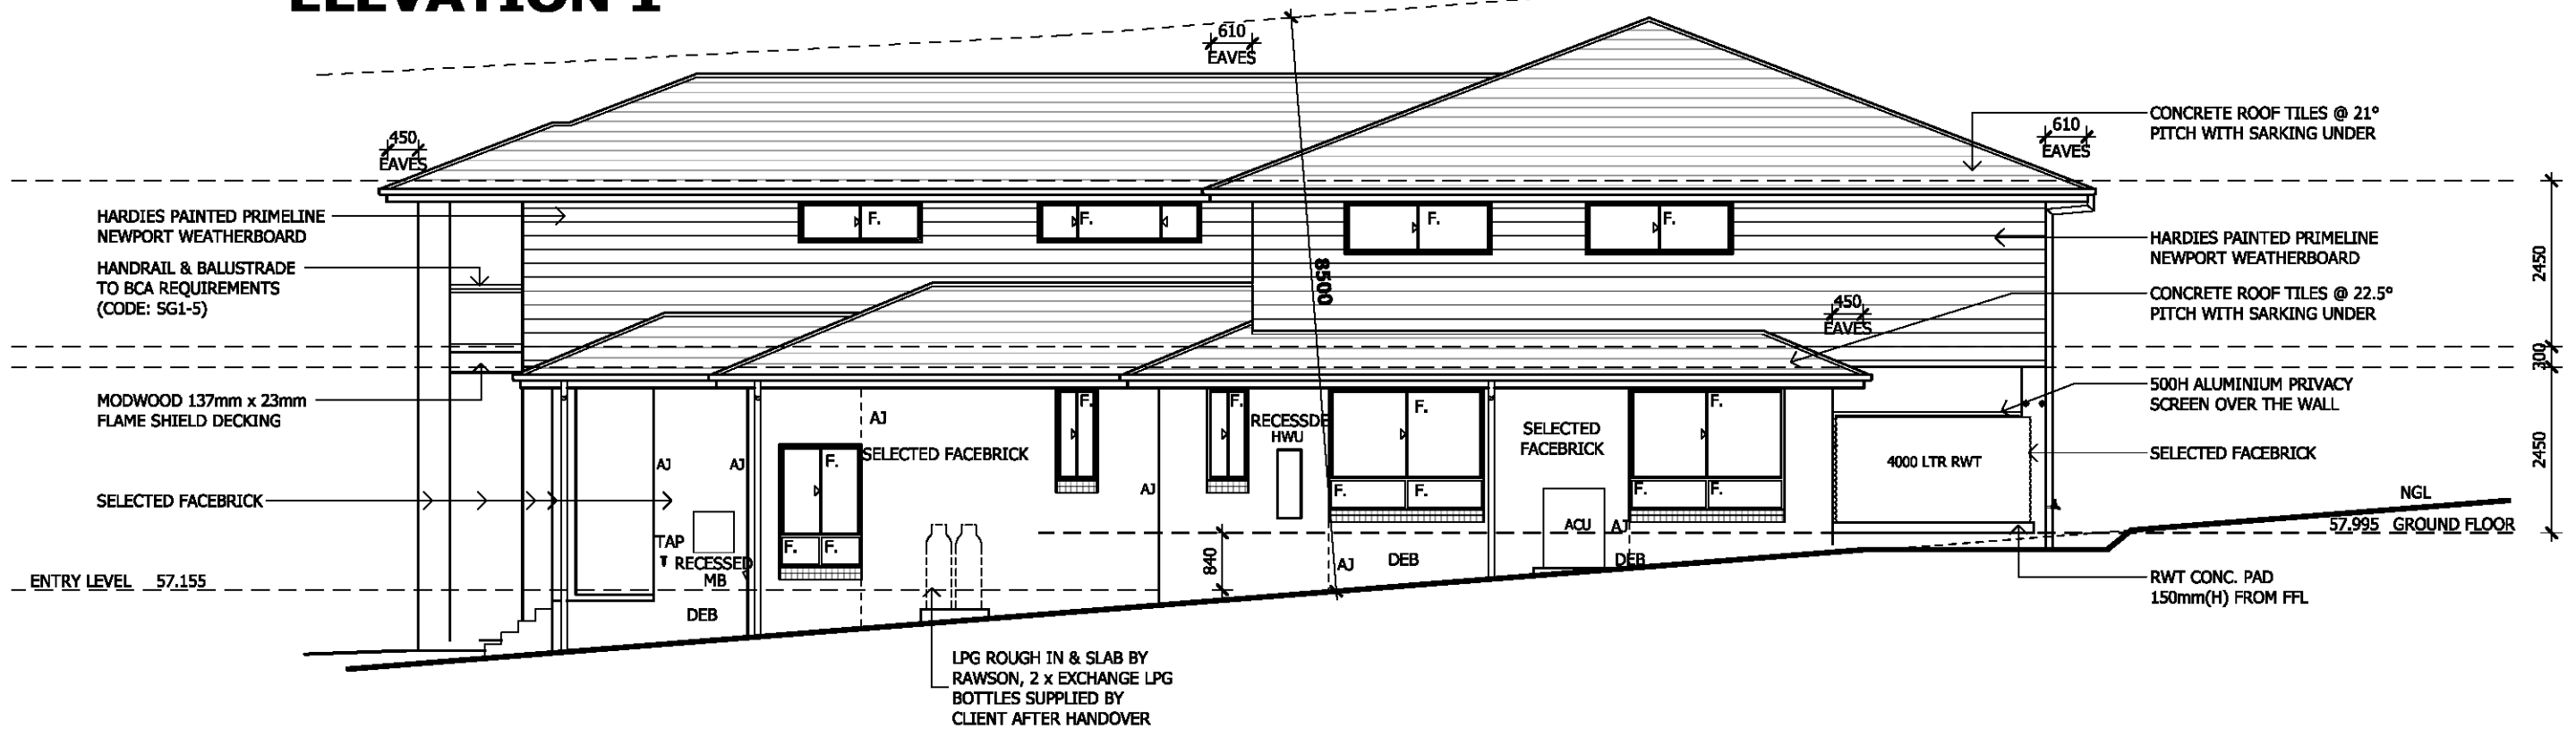 ELEVATION 1
610
EAVES
450
EAVES
610
EAVES
CONCRETE ROOF TILES @ 21°
PITCH WITH SARKING UNDER
HARDIES PAINTED PRIMELINE
NEWPORT WEATHERBOARD
F.
F.
F.
F.
HARDIES PAINTED PRIMELINE
NEWPORT WEATHERBOARD
2450
HANDRAIL & BALUSTRADE
TO BCA REQUIREMENTS
(CODE: SG1-5)
8500
450
EAVES
CONCRETE ROOF TILES @ 22.5°
PITCH WITH SARKING UNDER
300
MODWOOD 137mm x 23mm
FLAME SHIELD DECKING
500H ALUMINIUM PRIVACY
SCREEN OVER THE WALL
AJ
F.
F.
F.
F.
RECESSDE
HWU
SELECTED
FACEBRICK
SELECTED FACEBRICK
AJ
AJ
F.
AJ
4000 LTR RWT
SELECTED FACEBRICK
2450
SELECTED FACEBRICK
F.
F.
F.
F.
NGL
ACU
AJ
57.995 GROUND FLOOR
TAP
RECESSED
MB
F.
F.
840
AJ
DEB
DEB
ENTRY LEVEL 57.155
DEB
RWT CONC. PAD
150mm(H) FROM FFL
LPG ROUGH IN & SLAB BY
RAWSON, 2 x EXCHANGE LPG
BOTTLES SUPPLIED BY
CLIENT AFTER HANDOVER